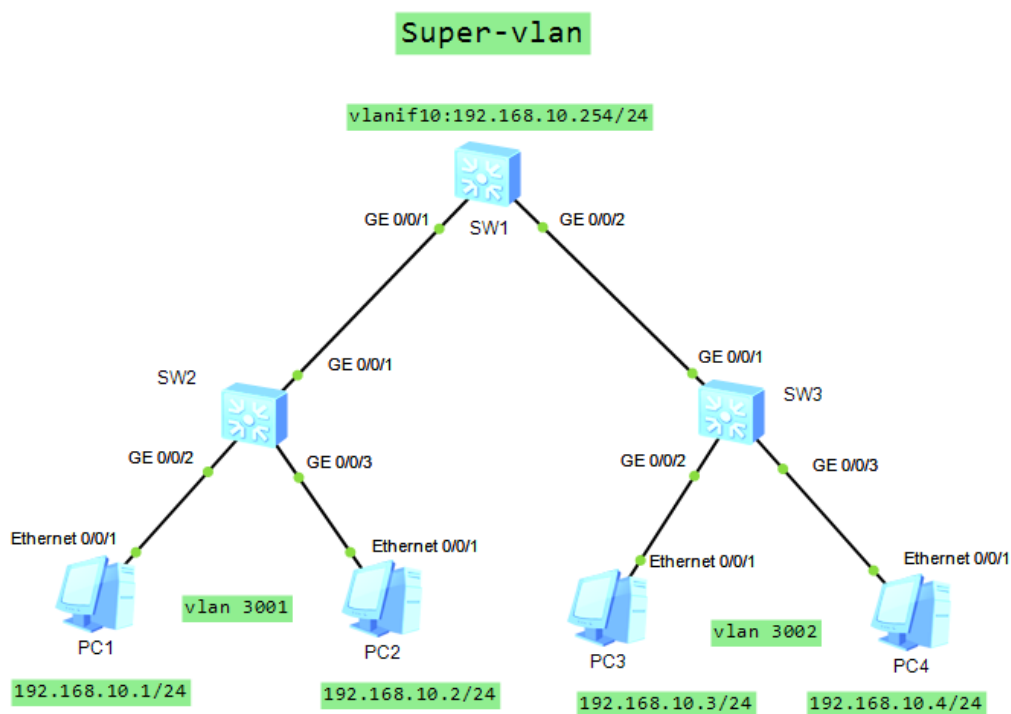 Super-vlan
vlanif10:192.168.10.254/24
GE 0/0/1
GE 0/0/2
SW1
GE 0/0/1
GE 0/0/1
SW2
SW3
GE 0/0/2
GE 0/0/3
GE 0/0/2
GE 0/0/3
Ethernet 0/0/1
Ethernet 0/0/1
Ethernet 0/0/1
Ethernet 0/0/1
vlan 3001
vlan 3002
PC1
PC2
PC3
PC4
192.168.10.1/24
192.168.10.2/24
192.168.10.3/24
192.168.10.4/24